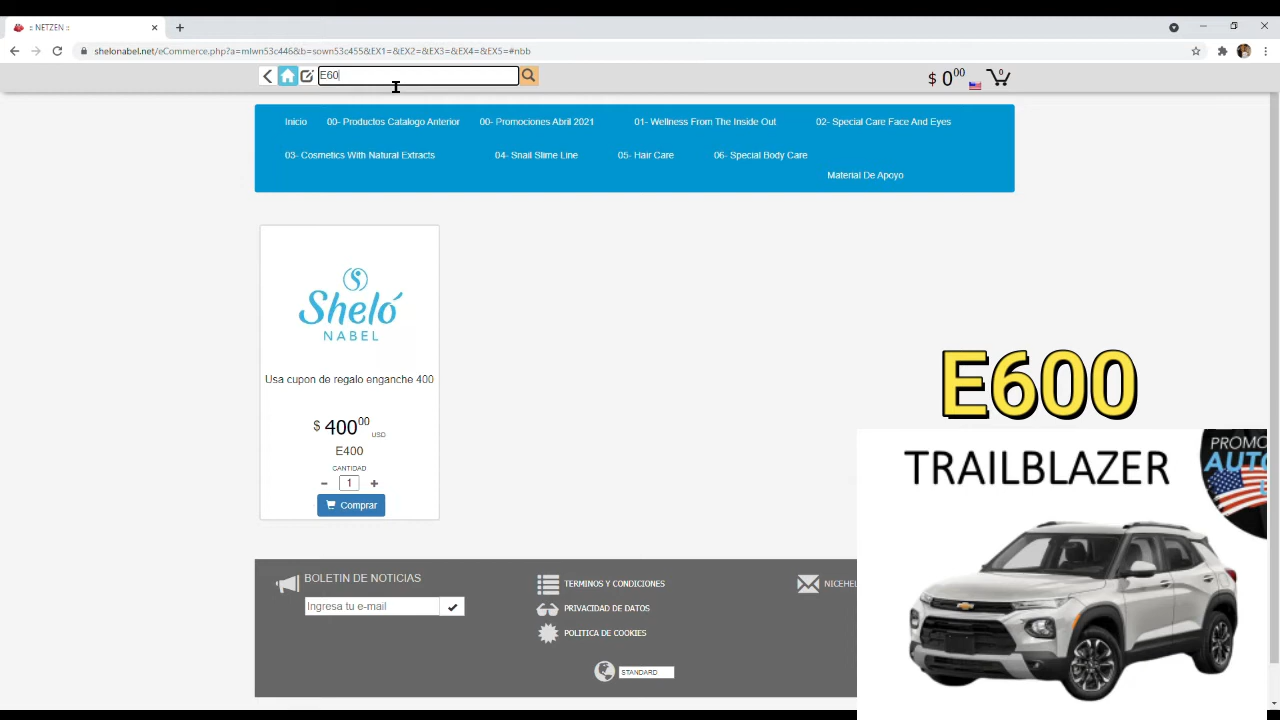 :: NETZEN ::
shelonabel.net/eCommerce.php?a=mlwn53c446&b=sown53c455&EX1=&EX2=&EX3=&EX4=&EX5=#nbb
E60
$ 0⁰⁰
0
Inicio
00- Productos Catalogo Anterior
00- Promociones Abril 2021
01- Wellness From The Inside Out
02- Special Care Face And Eyes
03- Cosmetics With Natural Extracts
04- Snail Slime Line
05- Hair Care
06- Special Body Care
Material De Apoyo
Sheló
NABEL
Usa cupon de regalo enganche 400
$ 400⁰⁰ USD
E400
CANTIDAD
- 1 +
Comprar
E600
TRAILBLAZER
PROMO
AUTO
BOLETIN DE NOTICIAS
Ingresa tu e-mail
TERMINOS Y CONDICIONES
PRIVACIDAD DE DATOS
POLITICA DE COOKIES
STANDARD